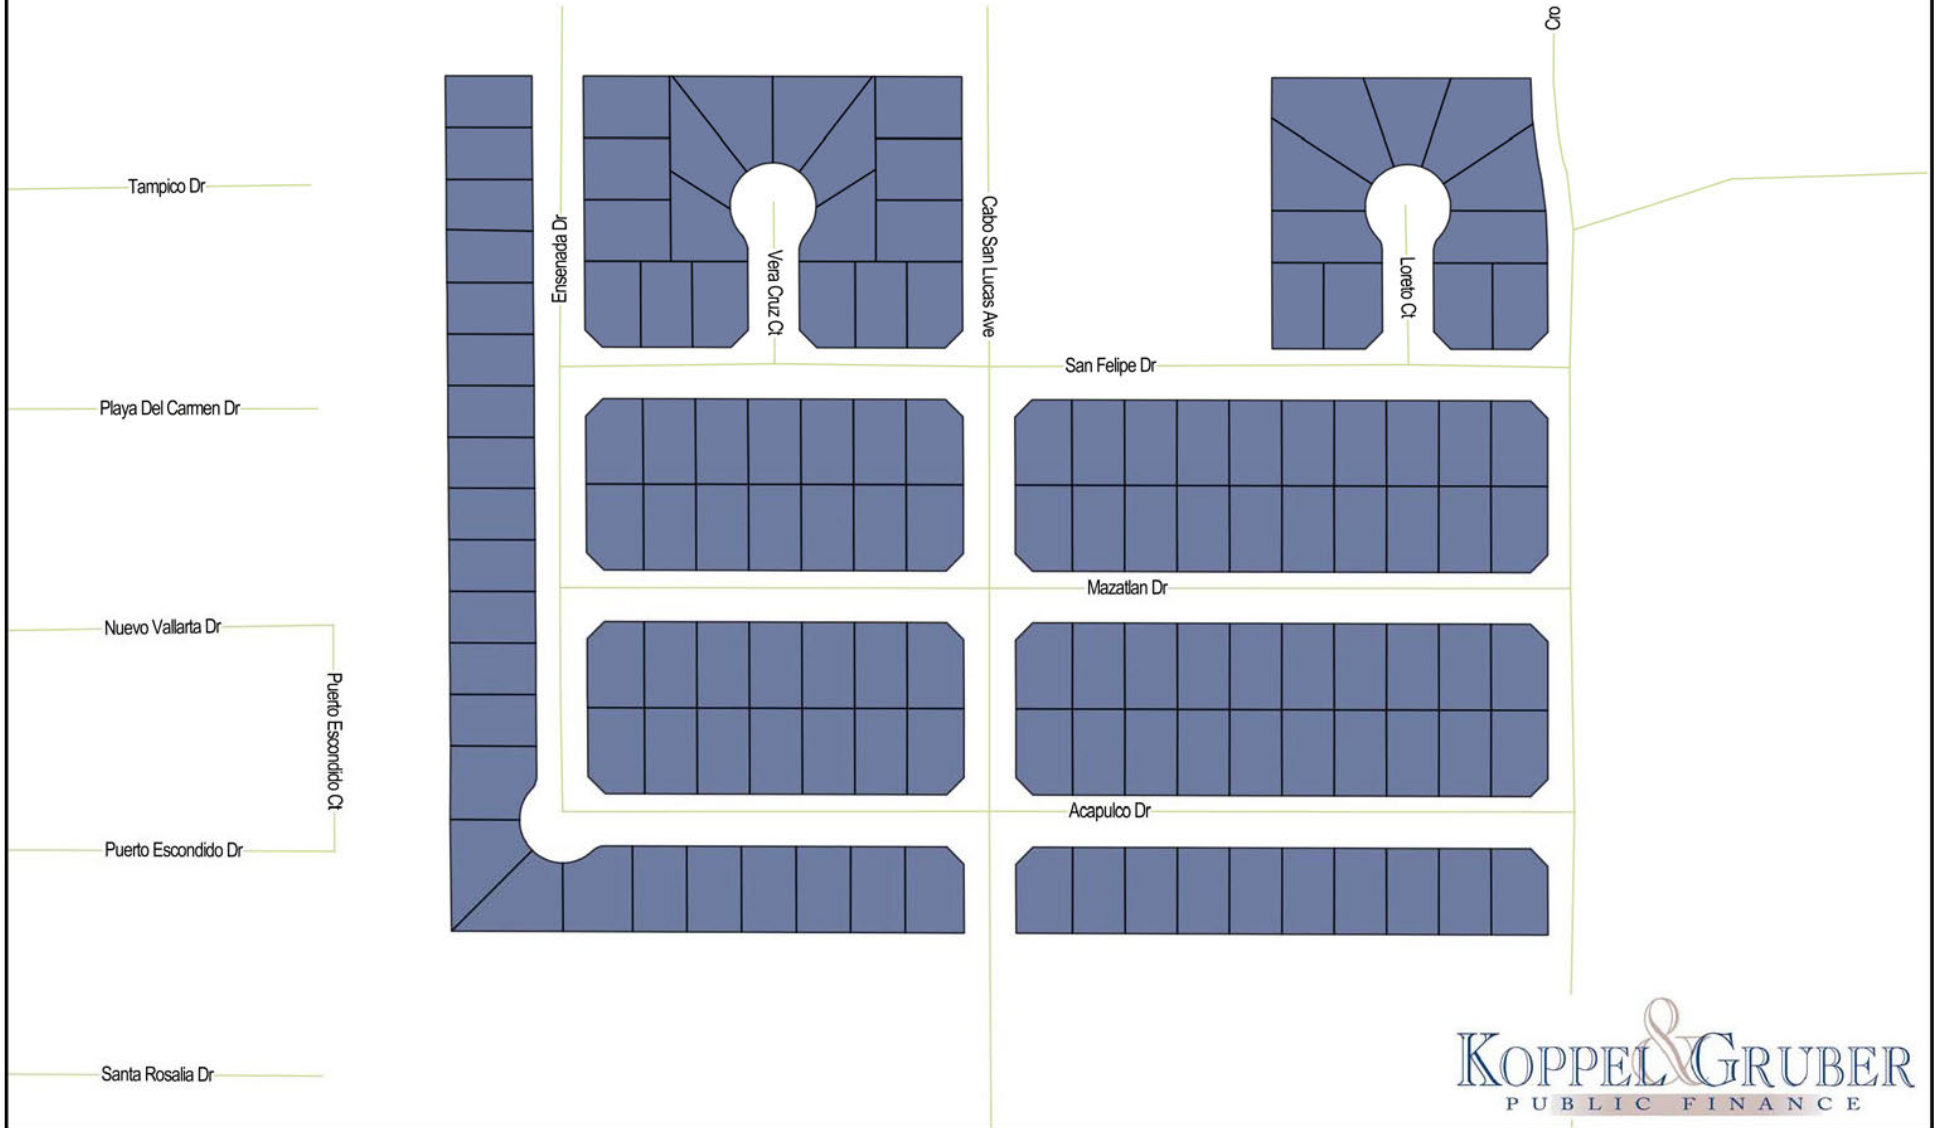 Cro
Tampico Dr
Ensenada Dr
Vera Cruz Ct
Cabo San Lucas Ave
Loreto Ct
San Felipe Dr
Playa Del Carmen Dr
Mazatlan Dr
Nuevo Vallarta Dr
Puerto Escondido Ct
Acapulco Dr
Puerto Escondido Dr
Santa Rosalia Dr
KOPPEL & GRUBER
PUBLIC FINANCE